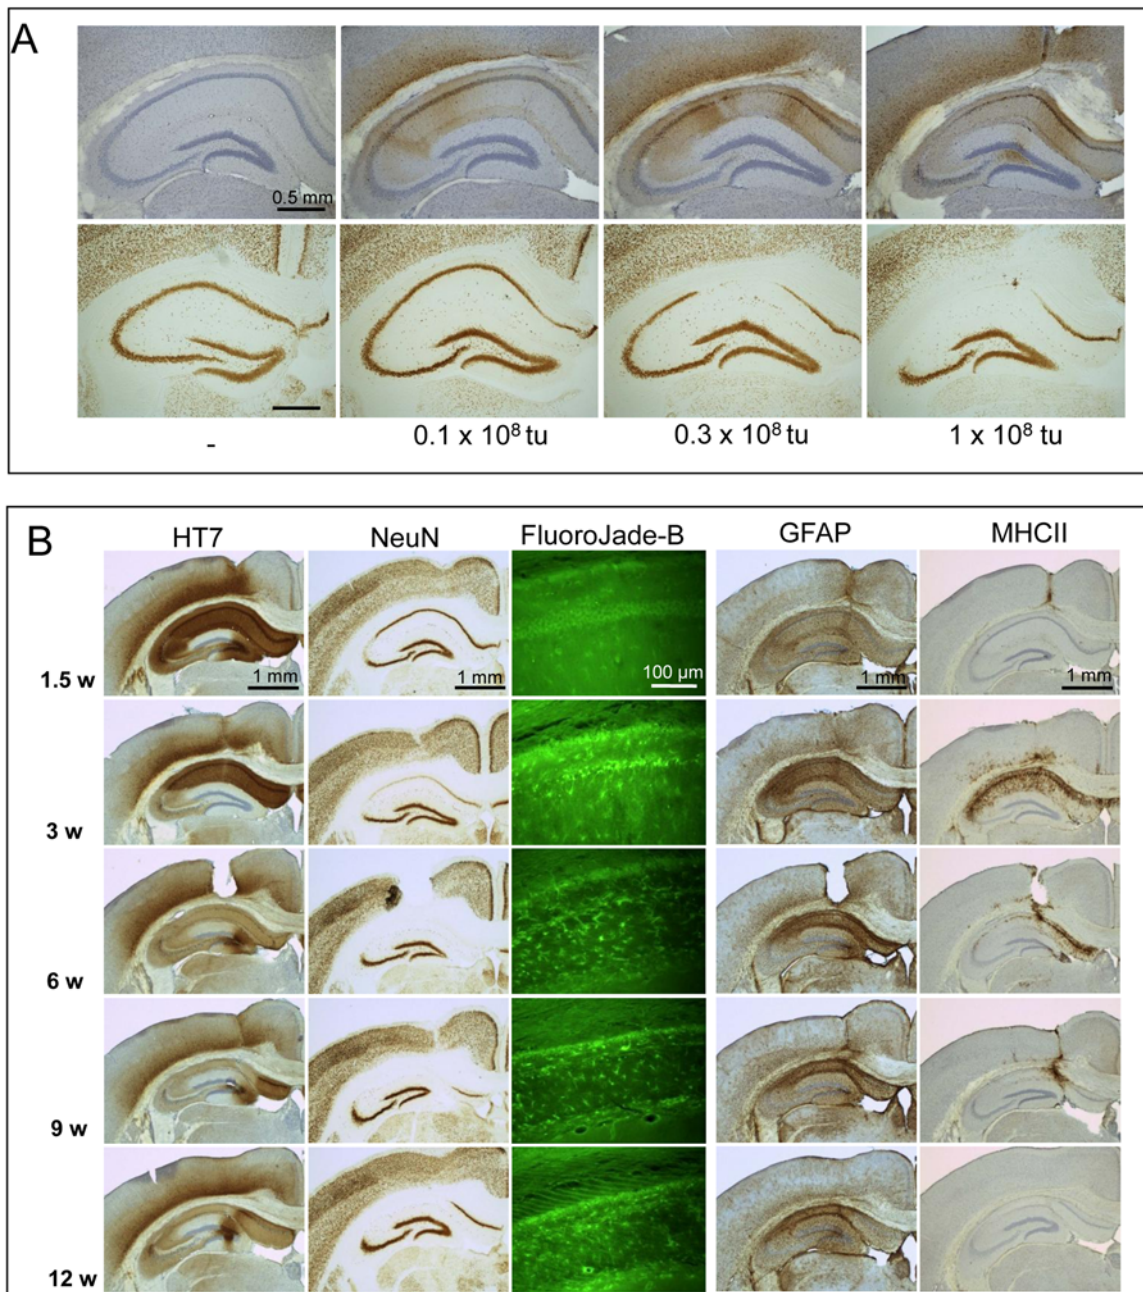 A
0.5 mm
-
0.1 x 10⁸ tu
0.3 x 10⁸ tu
1 x 10⁸ tu
B
HT7
NeuN
FluoroJade-B
GFAP
MHCII
1.5 w
1 mm
1 mm
100 µm
1 mm
1 mm
3 w
6 w
9 w
12 w